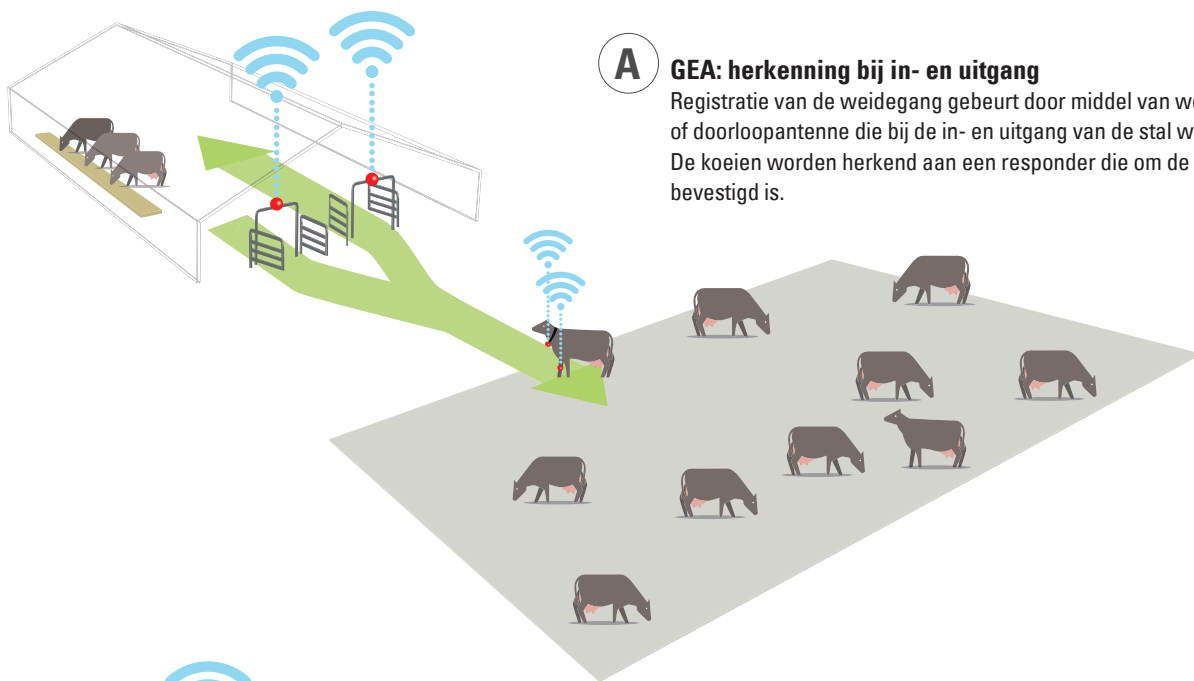 A
GEA: herkenning bij in- en uitgang
Registratie van de weidegang gebeurt door middel van
of doorloopantenne die bij de in- en uitgang van de stal
De koeien worden herkend aan een responder die om de
bevestigd is.